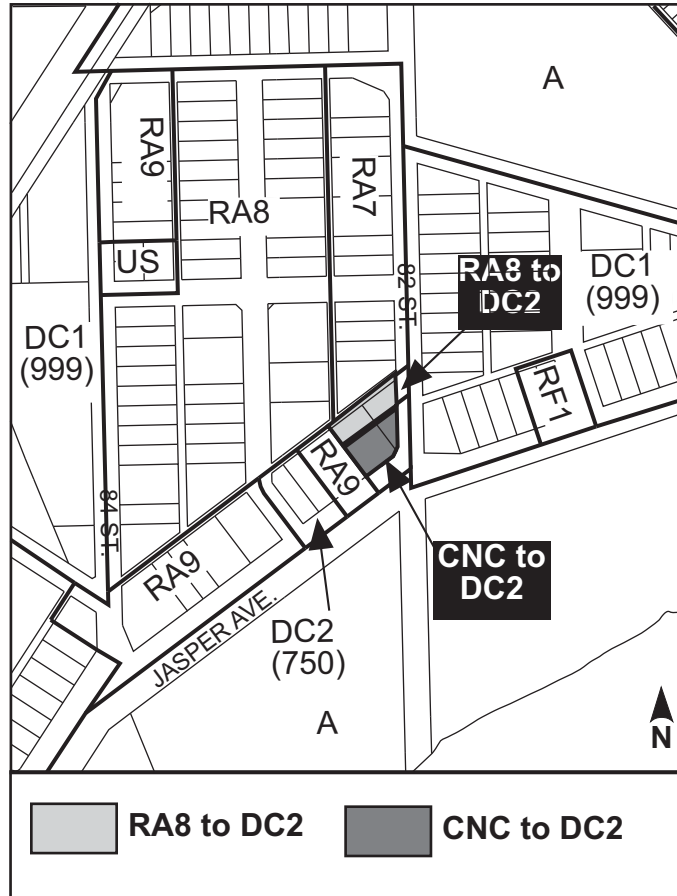 A
RA9
RA8
RA7
US
82 ST.
RA8 to
DC2
DC1
(999)
DC1
(999)
RF1
RA9
84 ST.
RA9
CNC to
DC2
JASPER AVE.
DC2
(750)
A
N
RA8 to DC2
CNC to DC2